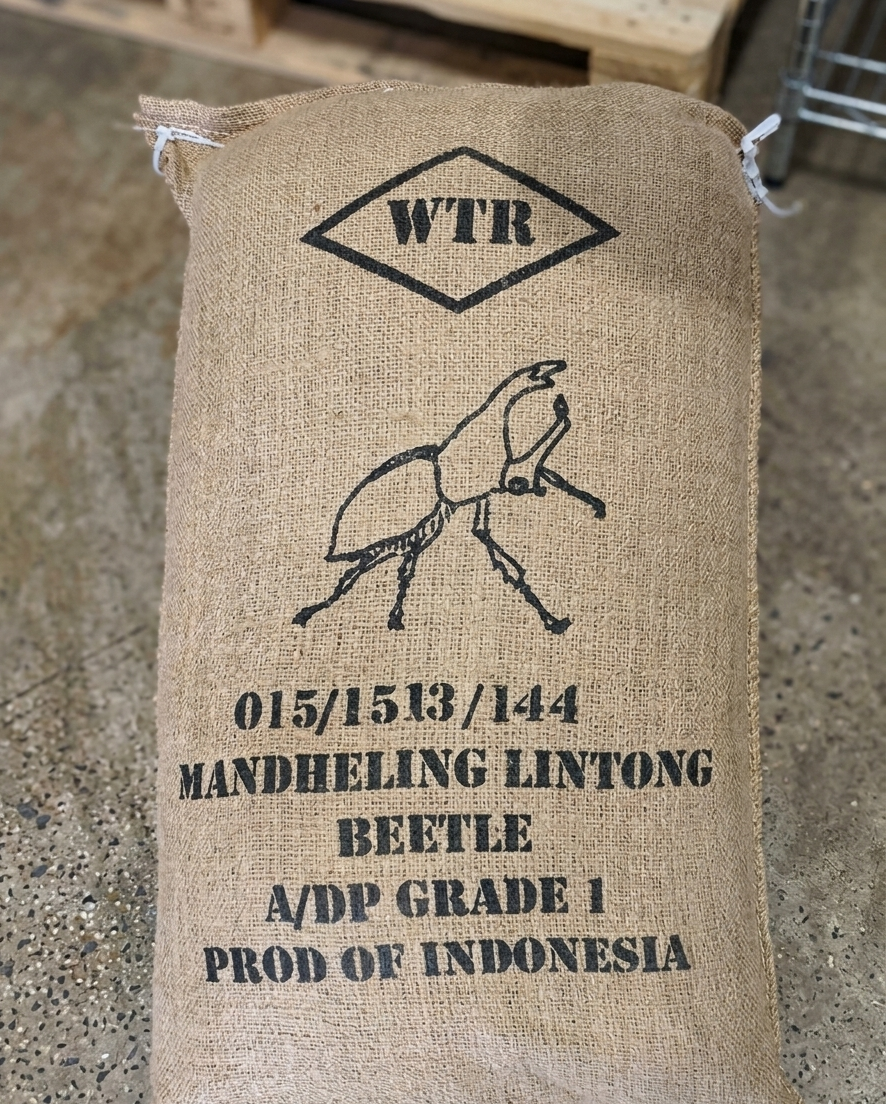 WTR
015/1513/144
MANDHELING LINTONG
BEETLE
A/DP GRADE 1
PROD OF INDONESIA